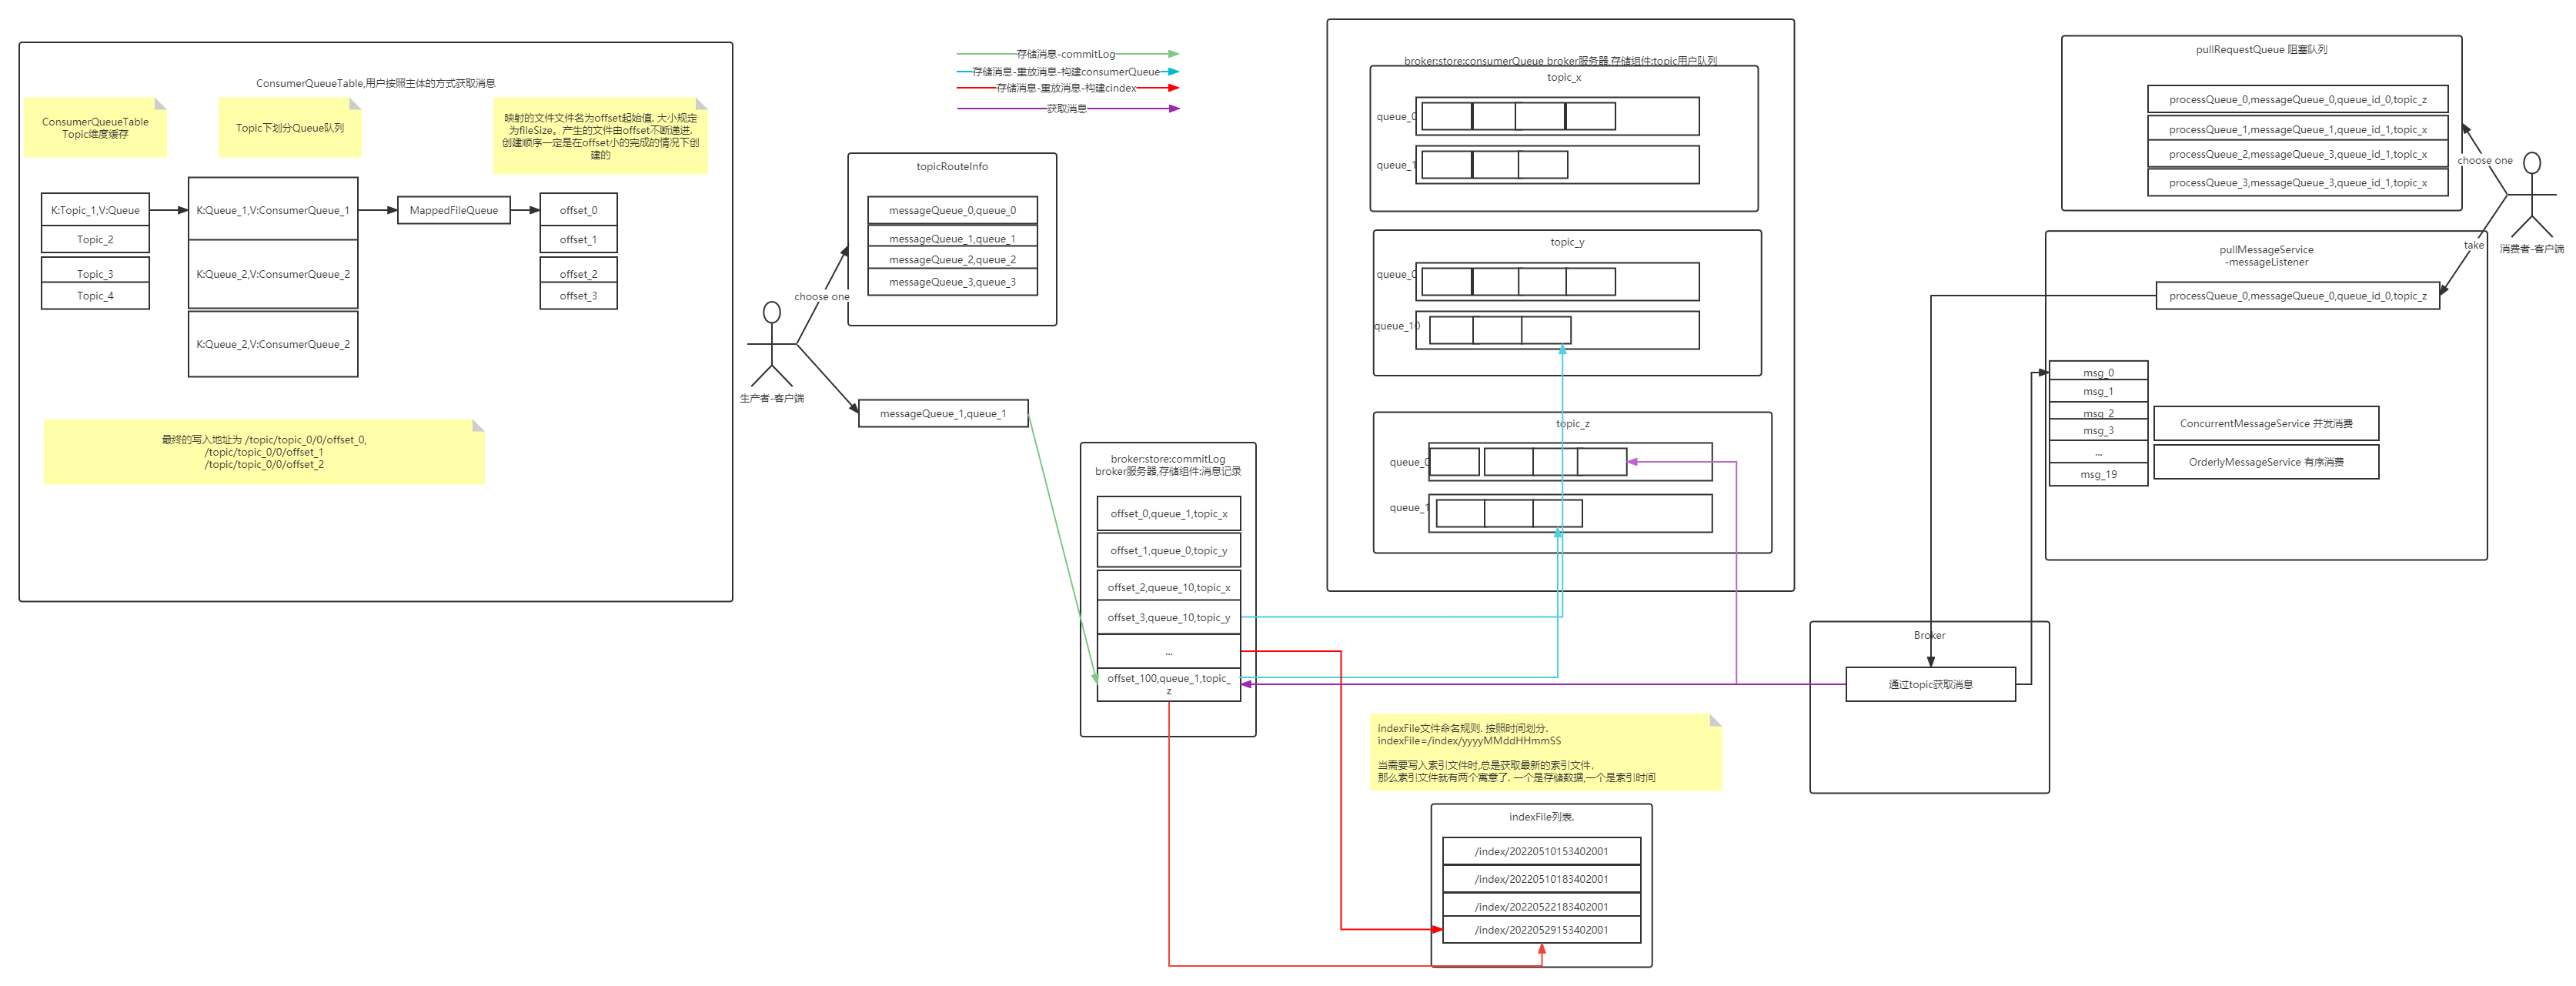 ConsumerQueueTable,用户按照主体的方式获取消息
ConsumerQueueTable
Topic维度缓存
Topic下划分Queue队列
映射的文件文件名为offset起始值. 大小规定
为fileSize。产生的文件由offset不断递进.
创建顺序一定是在offset小的完成的情况下创
建的
K:Topic_1,V:Queue
Topic_2
Topic_3
Topic_4
K:Queue_1,V:ConsumerQueue_1
K:Queue_2,V:ConsumerQueue_2
K:Queue_2,V:ConsumerQueue_2
MappedFileQueue
offset_0
offset_1
offset_2
offset_3
最终的写入地址为 /topic/topic_0/0/offset_0,
/topic/topic_0/0/offset_1
/topic/topic_0/0/offset_2
存储消息-commitLog
存储消息-重放消息-构建consumerQueue
存储消息-重放消息-构建cindex
获取消息
生产者-客户端
choose one
topicRouteInfo
messageQueue_0,queue_0
messageQueue_1,queue_1
messageQueue_2,queue_2
messageQueue_3,queue_3
messageQueue_1,queue_1
broker:store:commitLog
broker服务器,存储组件:消息记录
offset_0,queue_1,topic_x
offset_1,queue_0,topic_y
offset_2,queue_10,topic_x
offset_3,queue_10,topic_y
...
offset_100,queue_1,topic_
z
broker:store:consumerQueue broker服务器,存储组件:topic用户队列
topic_x
queue_0
queue_1
topic_y
queue_0
queue_10
topic_z
queue_0
queue_1
indexFile文件命名规则. 按照时间划分.
indexFile=/index/yyyyMMddHHmmSS
当需要写入索引文件时,总是获取最新的索引文件,
那么索引文件就有两个寓意了. 一个是存储数据,一个是索引时间
indexFile列表.
/index/20220510153402001
/index/20220510183402001
/index/20220522183402001
/index/20220529153402001
pullRequestQueue 阻塞队列
processQueue_0,messageQueue_0,queue_id_0,topic_z
processQueue_1,messageQueue_1,queue_id_1,topic_x
processQueue_2,messageQueue_3,queue_id_1,topic_x
processQueue_3,messageQueue_3,queue_id_1,topic_x
choose one
take
消费者-客户端
pullMessageService
-messageListener
processQueue_0,messageQueue_0,queue_id_0,topic_z
msg_0
msg_1
msg_2
msg_3
...
msg_19
ConcurrentMessageService 并发消费
OrderlyMessageService 有序消费
Broker
通过topic获取消息